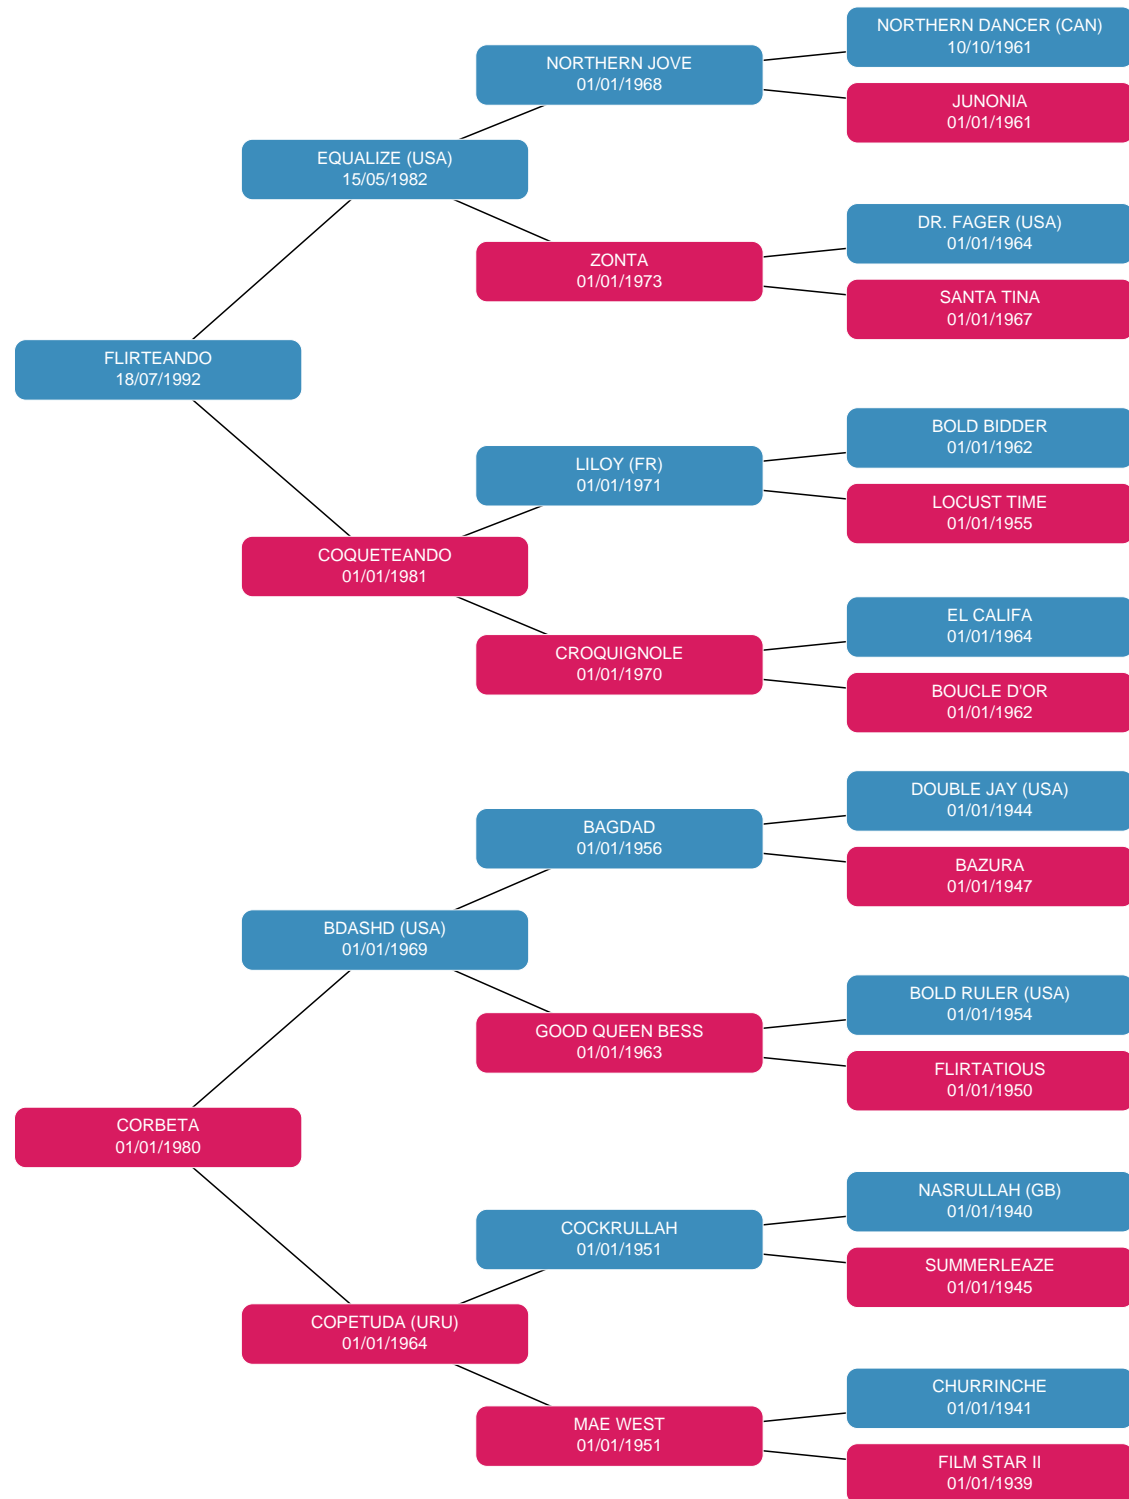 NORTHERN DANCER (CAN)
10/10/1961
NORTHERN JOVE
01/01/1968
JUNONIA
01/01/1961
EQUALIZE (USA)
15/05/1982
DR. FAGER (USA)
01/01/1964
ZONTA
01/01/1973
SANTA TINA
01/01/1967
FLIRTEANDO
18/07/1992
BOLD BIDDER
01/01/1962
LILOY (FR)
01/01/1971
LOCUST TIME
01/01/1955
COQUETEANDO
01/01/1981
EL CALIFA
01/01/1964
CROQUIGNOLE
01/01/1970
BOUCLE D'OR
01/01/1962
DOUBLE JAY (USA)
01/01/1944
BAGDAD
01/01/1956
BAZURA
01/01/1947
BDASHD (USA)
01/01/1969
BOLD RULER (USA)
01/01/1954
GOOD QUEEN BESS
01/01/1963
FLIRTATIOUS
01/01/1950
CORBETA
01/01/1980
NASRULLAH (GB)
01/01/1940
COCKRULLAH
01/01/1951
SUMMERLEAZE
01/01/1945
COPETUDA (URU)
01/01/1964
CHURRINCHE
01/01/1941
MAE WEST
01/01/1951
FILM STAR II
01/01/1939